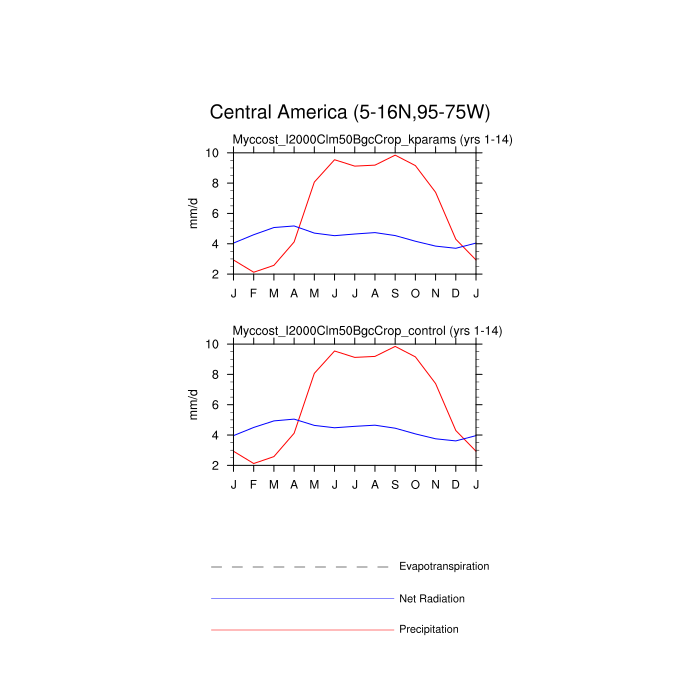 Central America (5-16N,95-75W)
Myccost_I2000Clm50BgcCrop_kparams (yrs 1-14)
10
8
6
4
2
mm/d
J F M A M J J A S O N D J
Myccost_I2000Clm50BgcCrop_control (yrs 1-14)
10
8
6
4
2
mm/d
J F M A M J J A S O N D J
Evapotranspiration
Net Radiation
Precipitation